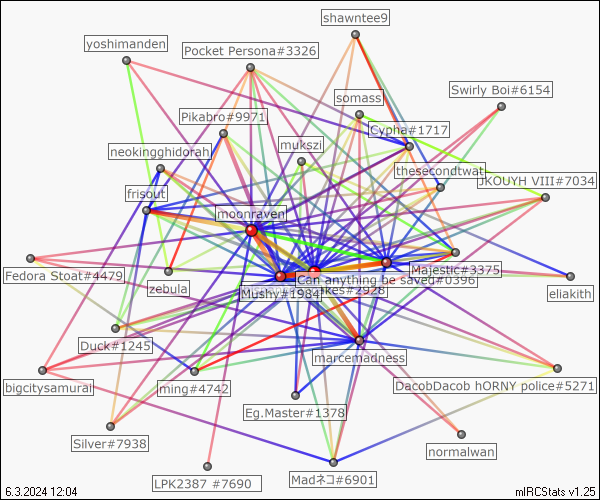 shawntee9
yoshimanden
Pocket Persona#3326
Swirly Boi#6154
somass
Pikabro#9971
Cypha#1717
mukszi
neokingghidorah
thesecondtwat
JKOUYH VIII#7034
frisout
moonraven
Majestic#3375
Fedora Stoat#4479
Can anything be saved#0396
zebula
Mushy#1984
akes#2928
eliakith
Duck#1245
marcemadness
bigcitysamurai
ming#4742
DacobDacob hORNY police#5271
Eg.Master#1378
Silver#7938
normalwan
LPK2387 #7690
Madネコ#6901
6.3.2024 12:04
mIRCStats v1.25